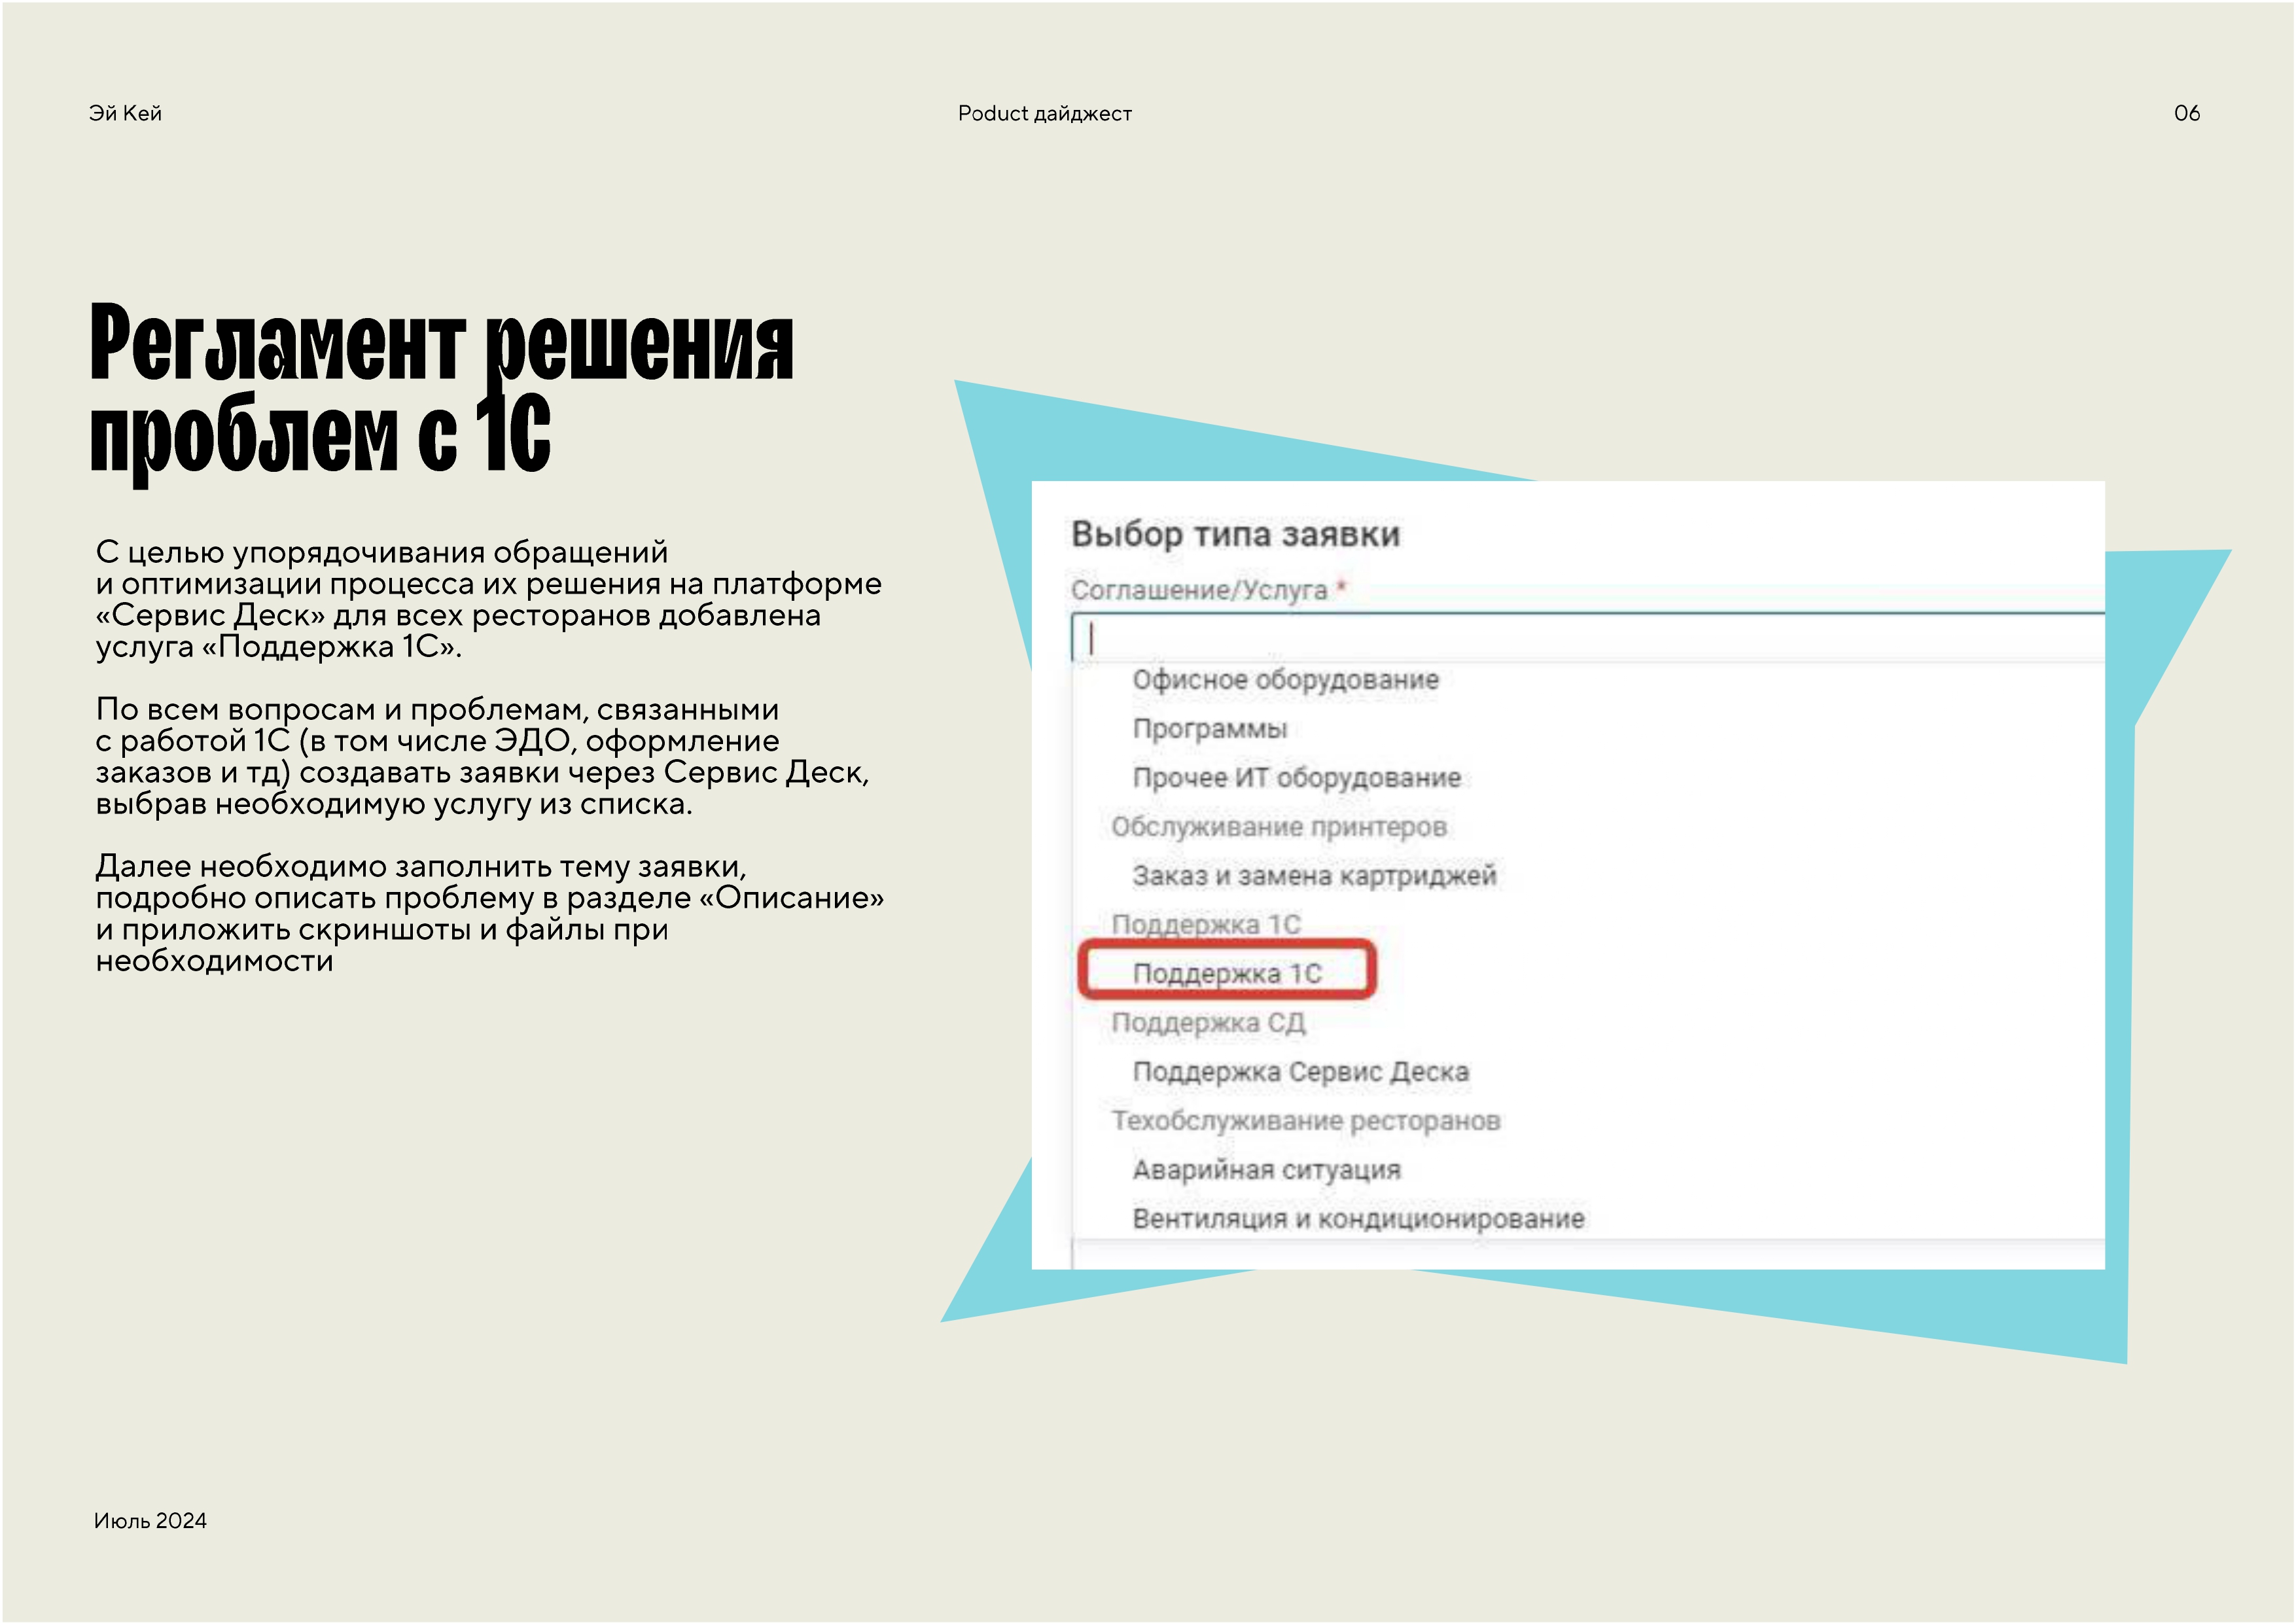 Эй Кей
Poduct дайджест
06
Регламент решения
проблем с 1С
С целью упорядочивания обращений
и оптимизации процесса их решения на платформе
«Сервис Деск» для всех ресторанов добавлена
услуга «Поддержка 1С».
По всем вопросам и проблемам, связанными
с работой 1С (в том числе ЭДО, оформление
заказов и тд) создавать заявки через Сервис Деск,
выбрав необходимую услугу из списка.
Далее необходимо заполнить тему заявки,
подробно описать проблему в разделе «Описание»
и приложить скриншоты и файлы при
необходимости
Выбор типа заявки
Соглашение/Услуга *
Офисное оборудование
Программы
Прочее ИТ оборудование
Обслуживание принтеров
Заказ и замена картриджей
Поддержка 1С
Поддержка 1С
Поддержка СД
Поддержка Сервис Деска
Техобслуживание ресторанов
Аварийная ситуация
Вентиляция и кондиционирование
Июль 2024